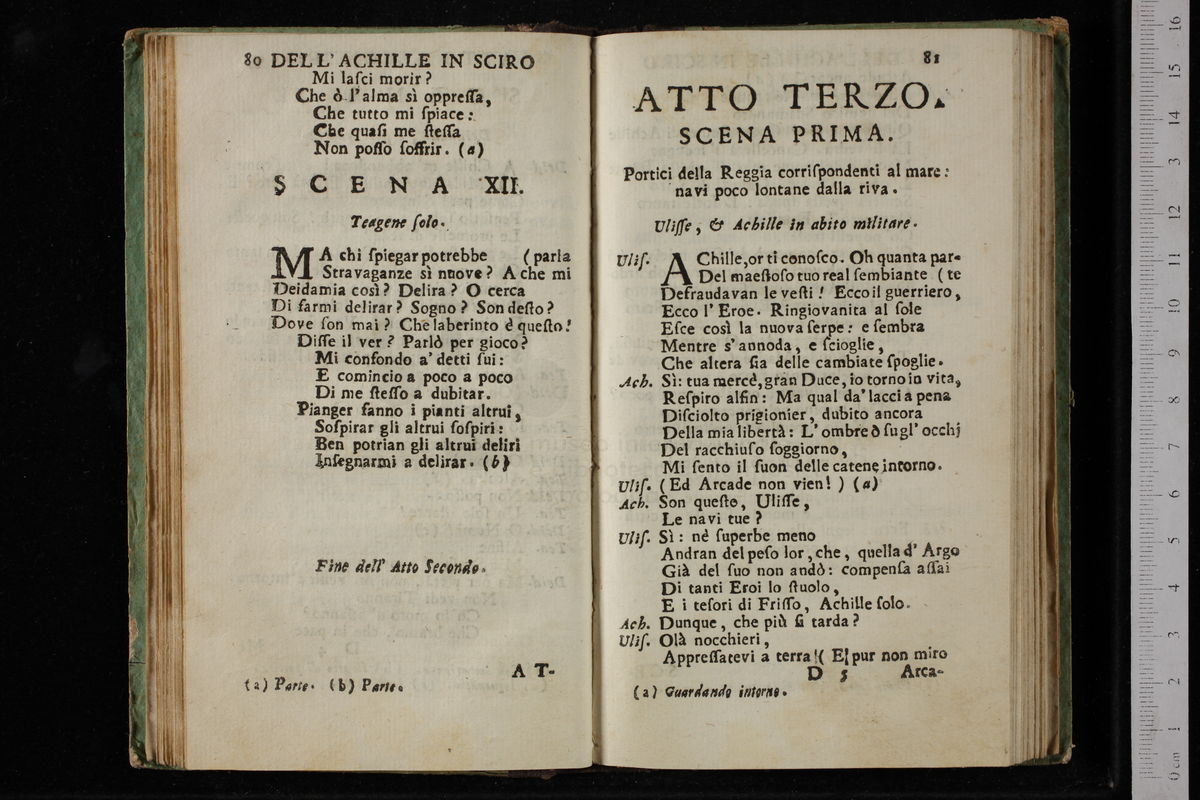 80 DELL'ACHILLE IN SCIRO
Mi laſci morir?
Che ò l'alma sì oppreſſa,
Che tutto mi ſpiace:
Che quaſi me ſteſſa
Non poſſo ſoffrir. (a)
SCENA XII.
Teagene ſolo.
MA chi ſpiegar potrebbe (parla
Stravaganze sì nuove? A che mi
Deidamia così? Delira? O cerca
Di farmi delirar? Sogno? Son deſto?
Dove ſon mai? Che laberinto è queſto!
Diſſe il ver? Parlò per gioco?
Mi confondo a' detti ſui:
E comincio a poco a poco
Di me ſteſſo a dubitar.
Pianger fanno i pianti altrui,
Soſpirar gli altrui ſoſpiri:
Ben potrian gli altrui deliri
Inſegnarmi a delirar. (b)
Fine dell' Atto Secondo.
AT-
(a) Parte. (b) Parte.
81
ATTO TERZO.
SCENA PRIMA.
Portici della Reggia corriſpondenti al mare:
navi poco lontane dalla riva.
Uliſſe, & Achille in abito militare.
Uliſ. AChille, or ti conoſco. Oh quanta par-
Del maeſtoſo tuo real ſembiante (te
Defraudavan le veſti! Ecco il guerriero,
Ecco l'Eroe. Ringiovanita al ſole
Eſce così la nuova ſerpe: e ſembra
Mentre s'annoda, e ſcioglie,
Che altera ſia delle cambiate ſpoglie.
Ach. Sì: tua mercè, gran Duce, io torno in vita,
Reſpiro alfin: Ma qual da' lacci a pena
Diſciolto prigionier, dubito ancora
Della mia libertà: L'ombre ò ſugl'occhi
Del racchiuſo ſoggiorno,
Mi ſento il ſuon delle catene intorno.
Uliſ. (Ed Arcade non vien!) (a)
Ach. Son queſte, Uliſſe,
Le navi tue?
Uliſ. Sì: nè ſuperbe meno
Andran del peſo lor, che, quella d'Argo
Già del ſuo non andò: compenſa aſſai
Di tanti Eroi lo ſtuolo,
E i teſori di Friſſo, Achille ſolo.
Ach. Dunque, che più ſi tarda?
Uliſ. Olà nocchieri,
Appreſſatevi a terra!( E pur non miro
D 5 Arca-
(a) Guardando intorno.